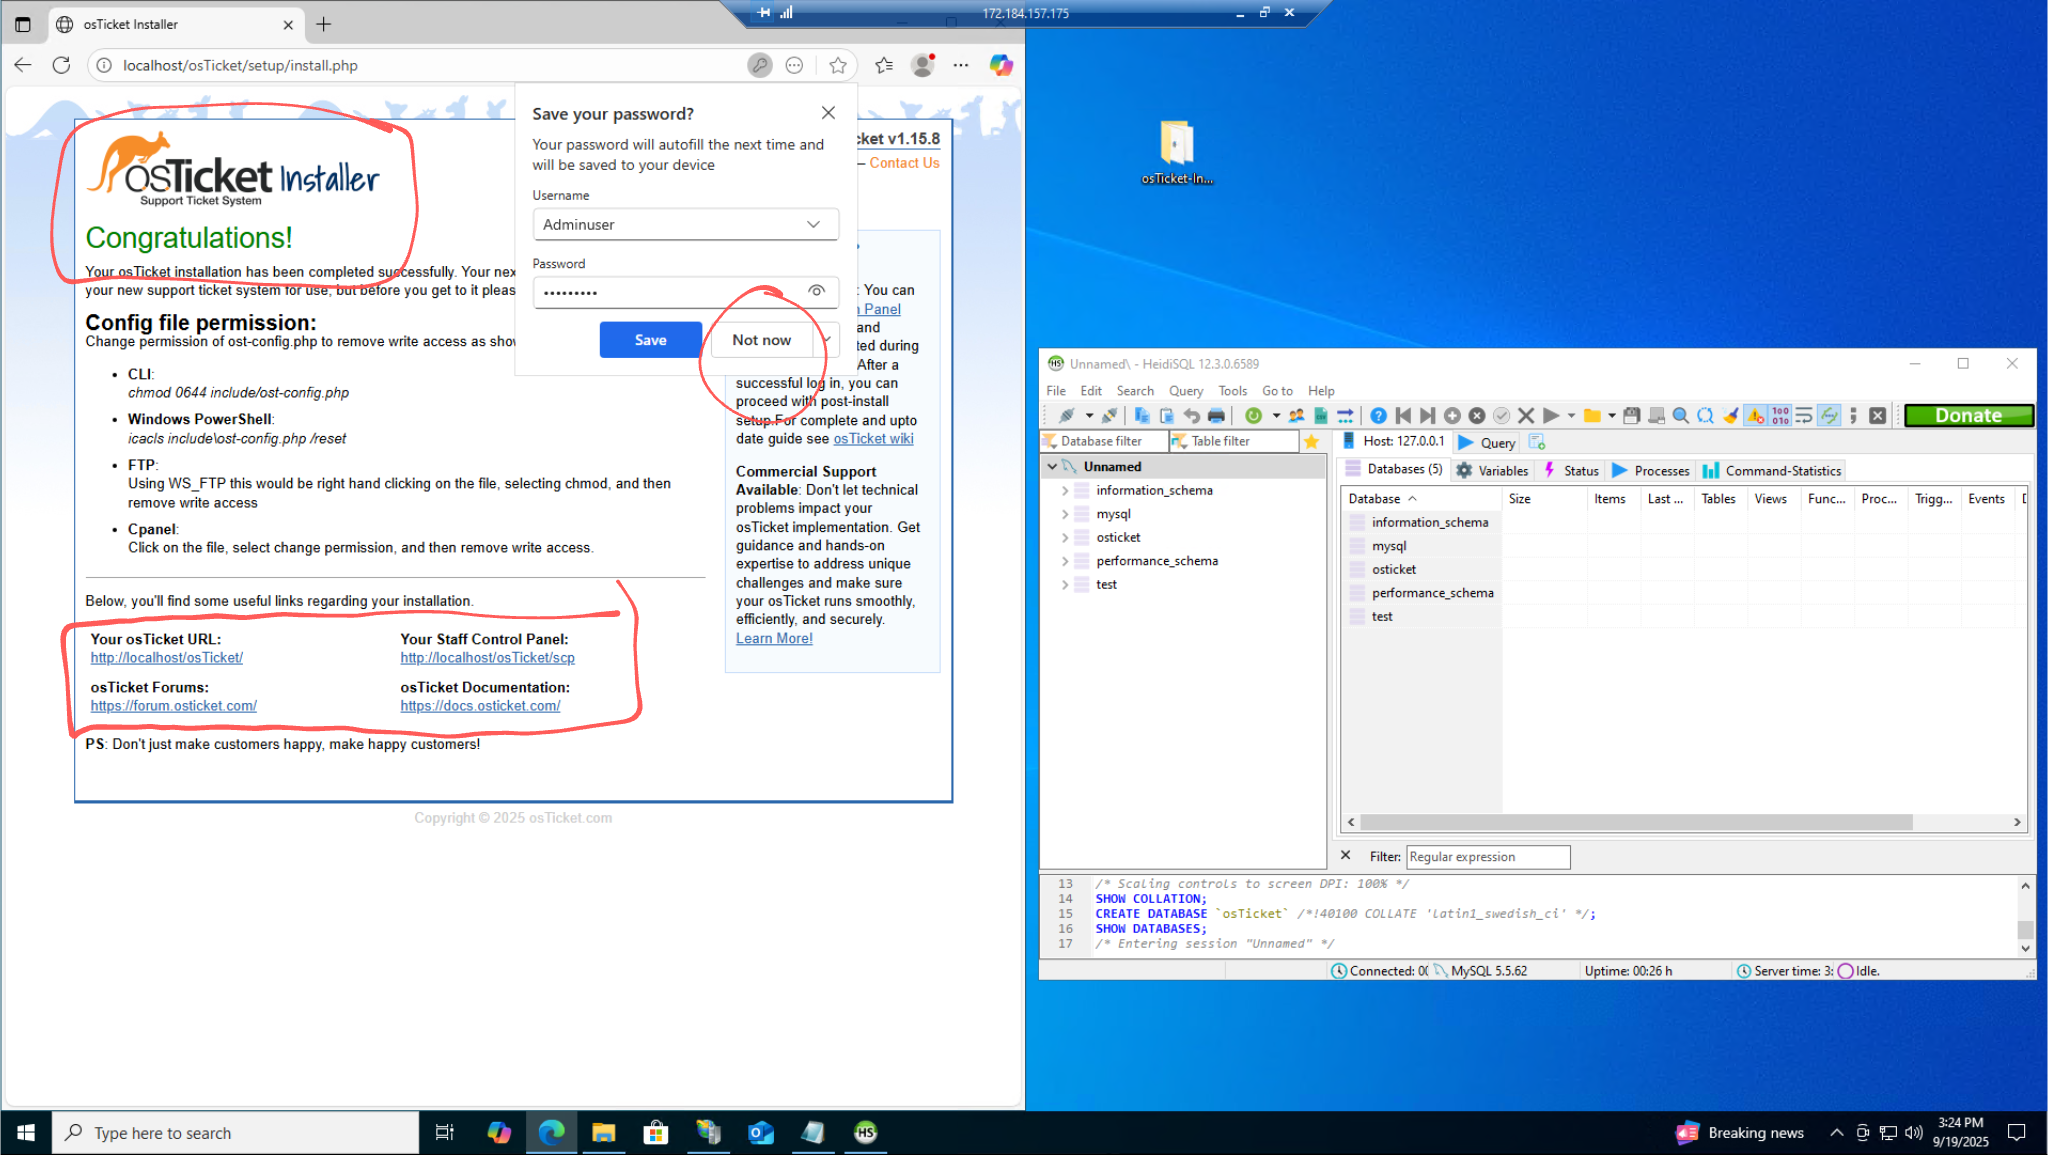 osTicket Installer
172.184.157.175
localhost/osTicket/setup/install.php
osTicket Installer
Support Ticket System
Congratulations!
Your osTicket installation has been completed successfully. Your
your new support ticket system for use, but before you get to it
Config file permission:
Change permission of ost-config.php to remove write access as
CLI:
chmod 0644 include/ost-config.php
Windows PowerShell:
icacls include\ost-config.php /reset
FTP:
Using WS_FTP this would be right hand clicking on the file, selecting chmod, and then
remove write access
Cpanel:
Click on the file, select change permission, and then remove write access.
Below, you'll find some useful links regarding your installation.
Your osTicket URL:
http://localhost/osTicket/
Your Staff Control Panel:
http://localhost/osTicket/scp
osTicket Forums:
https://forum.osticket.com/
osTicket Documentation:
https://docs.osticket.com/
PS: Don't just make customers happy, make happy customers!
Copyright © 2025 osTicket.com
Save your password?
Your password will autofill the next time and
will be saved to your device
Username
Adminuser
Password
•••••••••
Save
Not now
cket v1.15.8
– Contact Us
: You can
Panel
and
ted during
After a
successful log in, you can
proceed with post-install
setup.For complete and upto
date guide see osTicket wiki
Commercial Support
Available: Don't let technical
problems impact your
osTicket implementation. Get
guidance and hands-on
expertise to address unique
challenges and make sure
your osTicket runs smoothly,
efficiently, and securely.
Learn More!
osTicket-In...
HS Unnamed\ - HeidiSQL 12.3.0.6589
File Edit Search Query Tools Go to Help
Donate
Database filter
Table filter
Host: 127.0.0.1
Query
Unnamed
information_schema
mysql
osticket
performance_schema
test
Databases (5)
Variables
Status
Processes
Command-Statistics
Database Size Items Last ... Tables Views Func... Proc... Trigg... Events
information_schema
mysql
osticket
performance_schema
test
Filter: Regular expression
13 /* Scaling controls to screen DPI: 100% */
14 SHOW COLLATION;
15 CREATE DATABASE `osTicket` /*!40100 COLLATE 'latin1_swedish_ci' */;
16 SHOW DATABASES;
17 /* Entering session "Unnamed" */
Connected: 00 MySQL 5.5.62 Uptime: 00:26 h Server time: 3: Idle.
Type here to search
HS
Breaking news
3:24 PM
9/19/2025